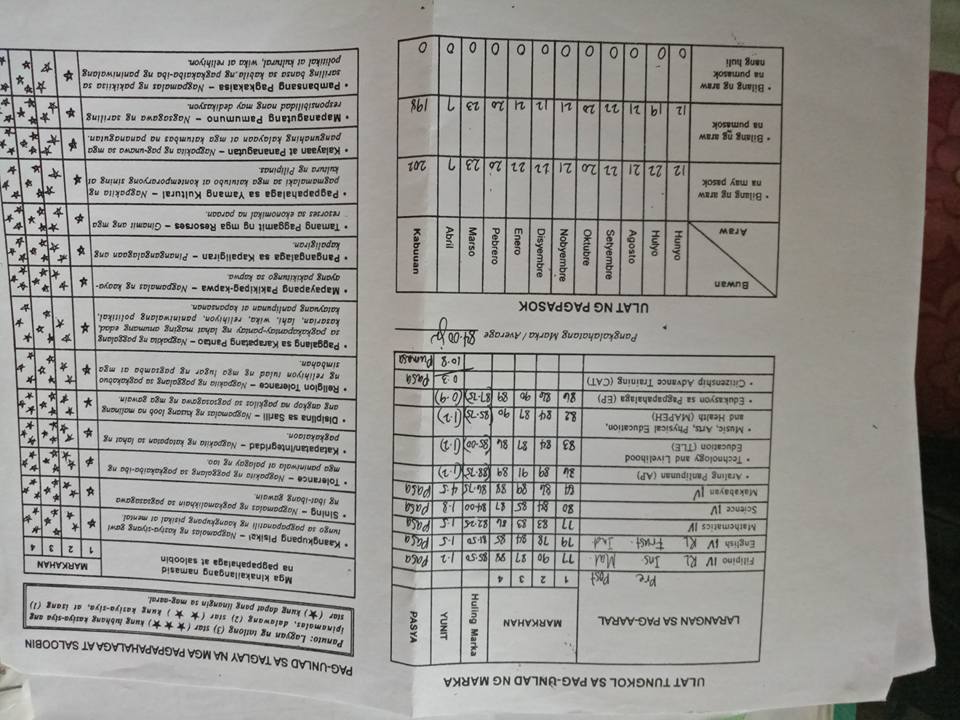 ULAT TUNGKOL SA PAG-UNLAD NG MARKA
LARANGAN SA PAG-AARAL
MARKAHAN
Huling Marka
YUNIT
PASYA
Pre Post
1 2 3 4
Filipino IV RL Ins. Mat. 77 90 87 88 85.50 1.2 Pasa
English IV RL Frust. Ind 79 78 84 85 81.50 1.5 Pasa
Mathematics IV 77 83 83 86 82.25 1.5 Pasa
Science IV 80 84 85 87 84.00 1.8 Pasa
Makabayan IV 86 89 88 86.75 4.5 Pasa
• Araling Panlipunan (AP) 89 91 89 (88.75) (1.2)
• Technology and Livelihood
Education (TLE) 83 84 87 86 (85.00) (1.2)
• Music, Arts, Physical Education,
and Health (MAPEH) 82 84 87 90 (85.75) (1.2)
• Edukasyon sa Pagpapahalaga (EP) 86 86 90 89 (87.75) (0.9)
• Citizenship Advance Training (CAT) 0.3 Pasa
10.8 Pumasa
Pangkalahatang Marka / Average 84.00
ULAT NG PAGPASOK
Buwan
Araw
Hunyo
Hulyo
Agosto
Setyembre
Oktubre
Nobyembre
Disyembre
Enero
Pebrero
Marso
Abril
Kabuuan
• Bilang ng araw
na may pasok
12 22 21 22 20 21 22 22 20 23 7 202
• Bilang ng araw
na pumasok
12 19 21 22 20 21 12 21 20 23 7 198
• Bilang ng araw
na pumasok
nang huli
0 0 0 0 0 0 0 0 0 0 0 0
PAG-UNLAD SA TAGLAY NA MGA PAGPAPAHALAGA AT SALOOBIN
Panuto: Lagyan ng tatlong (3) star (★★★) kung lubhang kasiya-siya ang
ipinamalas, dalawang (2) star (★ ★) kung kasiya-siya, at isang (1)
star (★) kung dapat pang linangin sa mag-aaral.
Mga kinakailangang namasid
na pagpapahalaga at saloobin
MARKAHAN
1 2 3 4
• Kaangkupang Pisikal – Nagpamalas ng kasiya-siyang gawi
tungo sa pagpapanatili ng kaangkupang pisikal at mental.
• Sining – Nagpamalas ng pagkamalikhain sa pagsasagawa
ng ibat-ibang gawain.
• Tolerance – Nagpakita ng paggalang sa pagkakaiba-iba ng
mga paniniwala at palagay ng tao.
• Katapatan/Integridad – Nagpakita ng katapatan sa lahat ng
pagkakataon.
• Disiplina sa Sarili – Nagpamalas ng kusang loob na malinang
ang angkop na pagkilos sa pagsasagawa ng mga gawain.
• Religion Tolerance – Nagpakita ng paggalang sa pagkakabuo
ng relihiyon tulad ng mga lugar ng pagsamba at mga
simbahan.
• Paggalang sa Karapatang Pantao – Nagpakita ng paggalang
sa pagkakapantay-pantay ng lahat maging anumang edad,
kasarian, lahi, wika, relihiyon, paniniwalang politikal,
katayuang panlipunan at kapansanan.
• Mapayapang Pakikipag-kapwa – Nagpamalas ng kaaya-
ayang pakikitungo sa kapwa.
• Pangangalaga sa Kapaligiran – Pinangangalagaan ang
kapaligiran.
• Tamang Paggamit ng mga Resorses – Ginamit ang mga
resorses sa ekonomikal na paraan.
• Pagpapahalaga sa Yamang Kultural – Nagpakita ng
pagmamalaki sa mga katutubo at kontemporaryong sining at
kultura ng Pilipinas.
• Kalayaan at Pananagutan – Nagpakita ng pag-unawa sa mga
pangunahing kalayaan at mga katumbas na pananagutan.
• Mapanagutang Pamumuno – Nagsagawa ng sariling
responsibilidad nang may dedikasyon.
• Pambansang Pagkakaisa – Nagpamalas ng pakikiisa sa
sariling bansa sa kabila ng pagkakaiba-iba ng paniniwalang
politikal at kultural, wika at relihiyon.